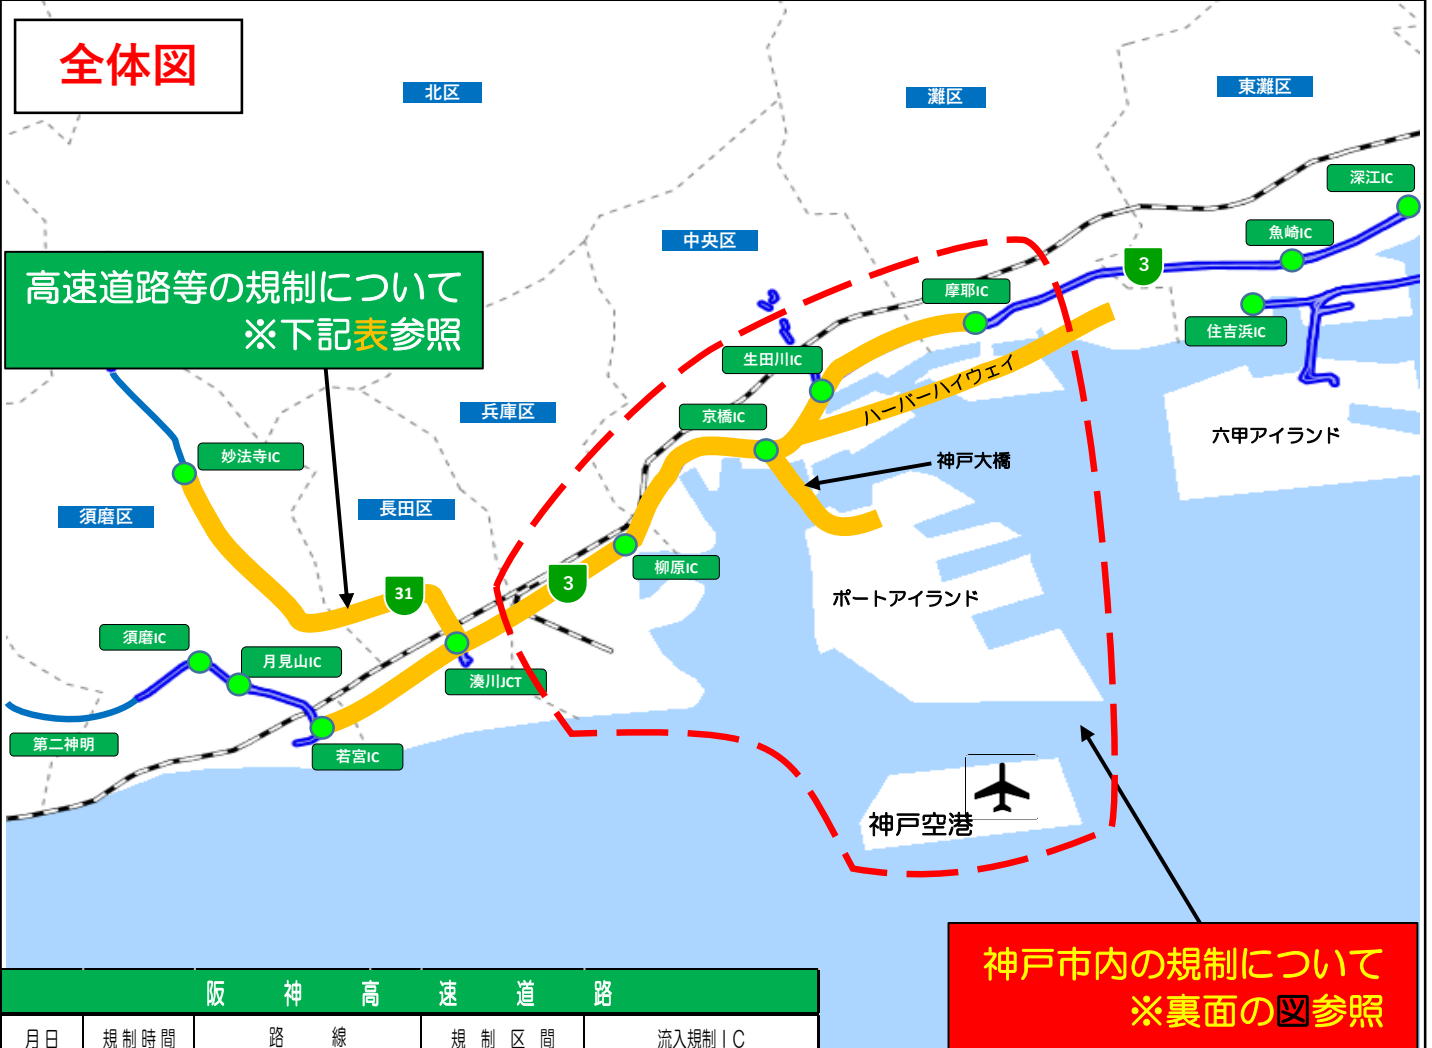 全体図
北区
灘区
東灘区
深江IC
魚崎IC
中央区
3
高速道路等の規制について
※下記表参照
摩耶IC
住吉浜IC
生田川IC
ハーバーハイウェイ
京橋IC
兵庫区
六甲アイランド
妙法寺IC
神戸大橋
須磨区
長田区
柳原IC
3
31
ポートアイランド
須磨IC
月見山IC
湊川JCT
第二神明
若宮IC
神戸空港
神戸市内の規制について
※裏面の図参照
阪神高速道路
月日 規制時間 路線 規制区間 流入規制IC